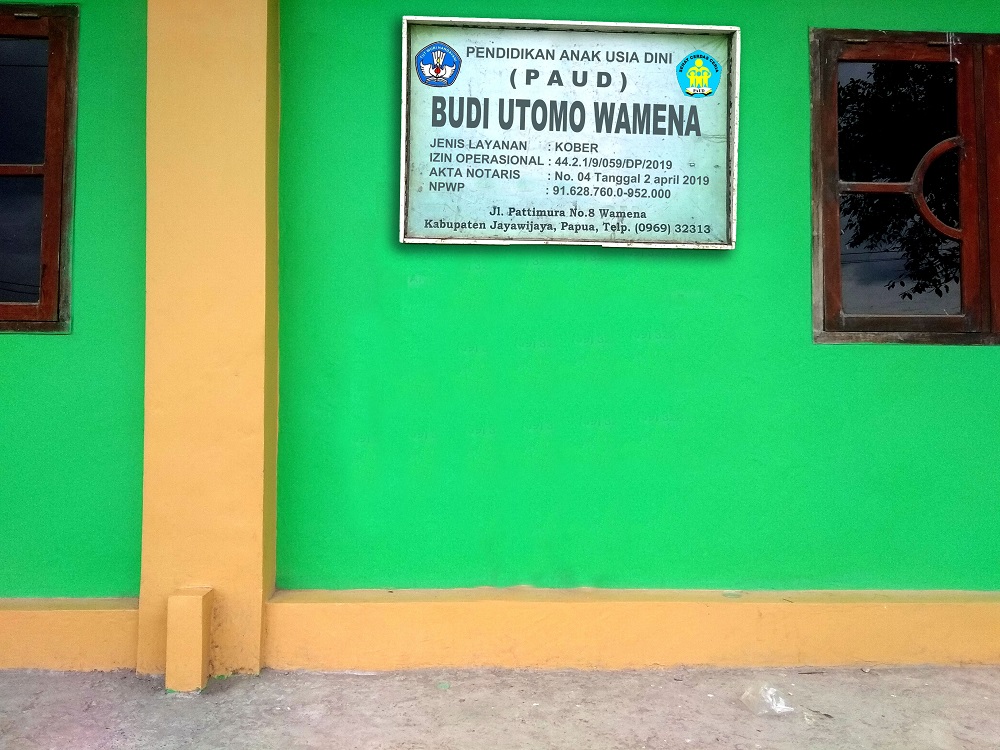 PENDIDIKAN ANAK USIA DINI
(PAUD)
BUDI UTOMO WAMENA
JENIS LAYANAN : KOBER
IZIN OPERASIONAL : 44.2.1/9/059/DP/2019
AKTA NOTARIS : No. 04 Tanggal 2 april 2019
NPWP : 91.628.760.0-952.000
Jl. Pattimura No.8 Wamena
Kabupaten Jayawijaya, Papua, Telp. (0969) 32313